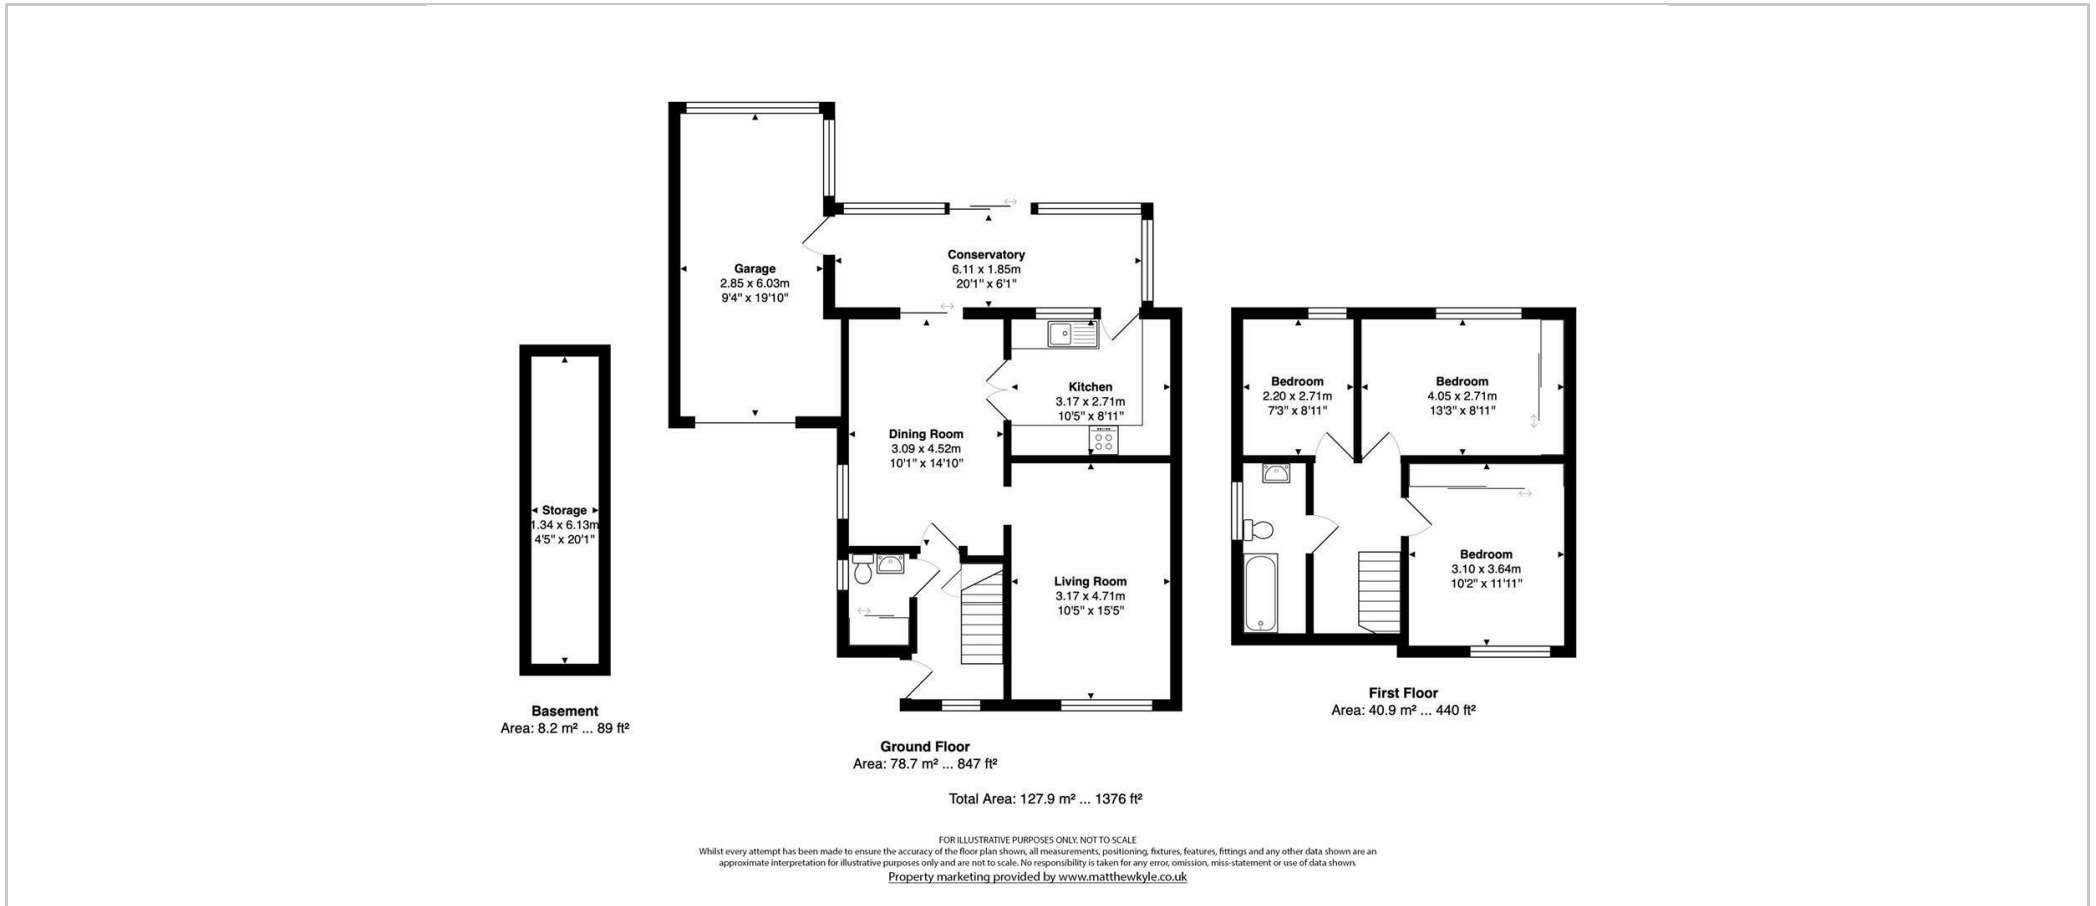 Garage
2.85 x 6.03m
9'4" x 19'10"
Conservatory
6.11 x 1.85m
20'1" x 6'1"
Kitchen
3.17 x 2.71m
10'5" x 8'11"
Dining Room
3.09 x 4.52m
10'1" x 14'10"
Living Room
3.17 x 4.71m
10'5" x 15'5"
Bedroom
2.20 x 2.71m
7'3" x 8'11"
Bedroom
4.05 x 2.71m
13'3" x 8'11"
Bedroom
3.10 x 3.64m
10'2" x 11'11"
Storage
1.34 x 6.13m
4'5" x 20'1"
Basement
Area: 8.2 m² ... 89 ft²
Ground Floor
Area: 78.7 m² ... 847 ft²
First Floor
Area: 40.9 m² ... 440 ft²
Total Area: 127.9 m² ... 1376 ft²
FOR ILLUSTRATIVE PURPOSES ONLY. NOT TO SCALE
Whilst every attempt has been made to ensure the accuracy of the floor plan shown, all measurements, positioning, fixtures, features, fittings and any other data shown are an
approximate interpretation for illustrative purposes only and are not to scale. No responsibility is taken for any error, omission, miss-statement or use of data shown.
Property marketing provided by www.matthewkyle.co.uk